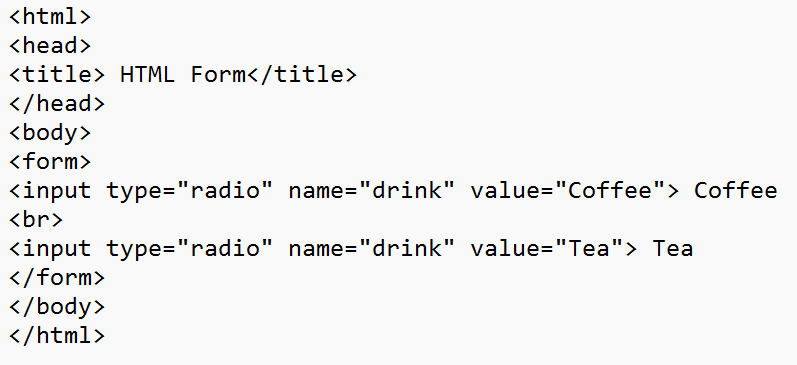 <html>
<head>
<title> HTML Form</title>
</head>
<body>
<form>
<input type="radio" name="drink" value="Coffee"> Coffee
<br>
<input type="radio" name="drink" value="Tea"> Tea
</form>
</body>
</html>